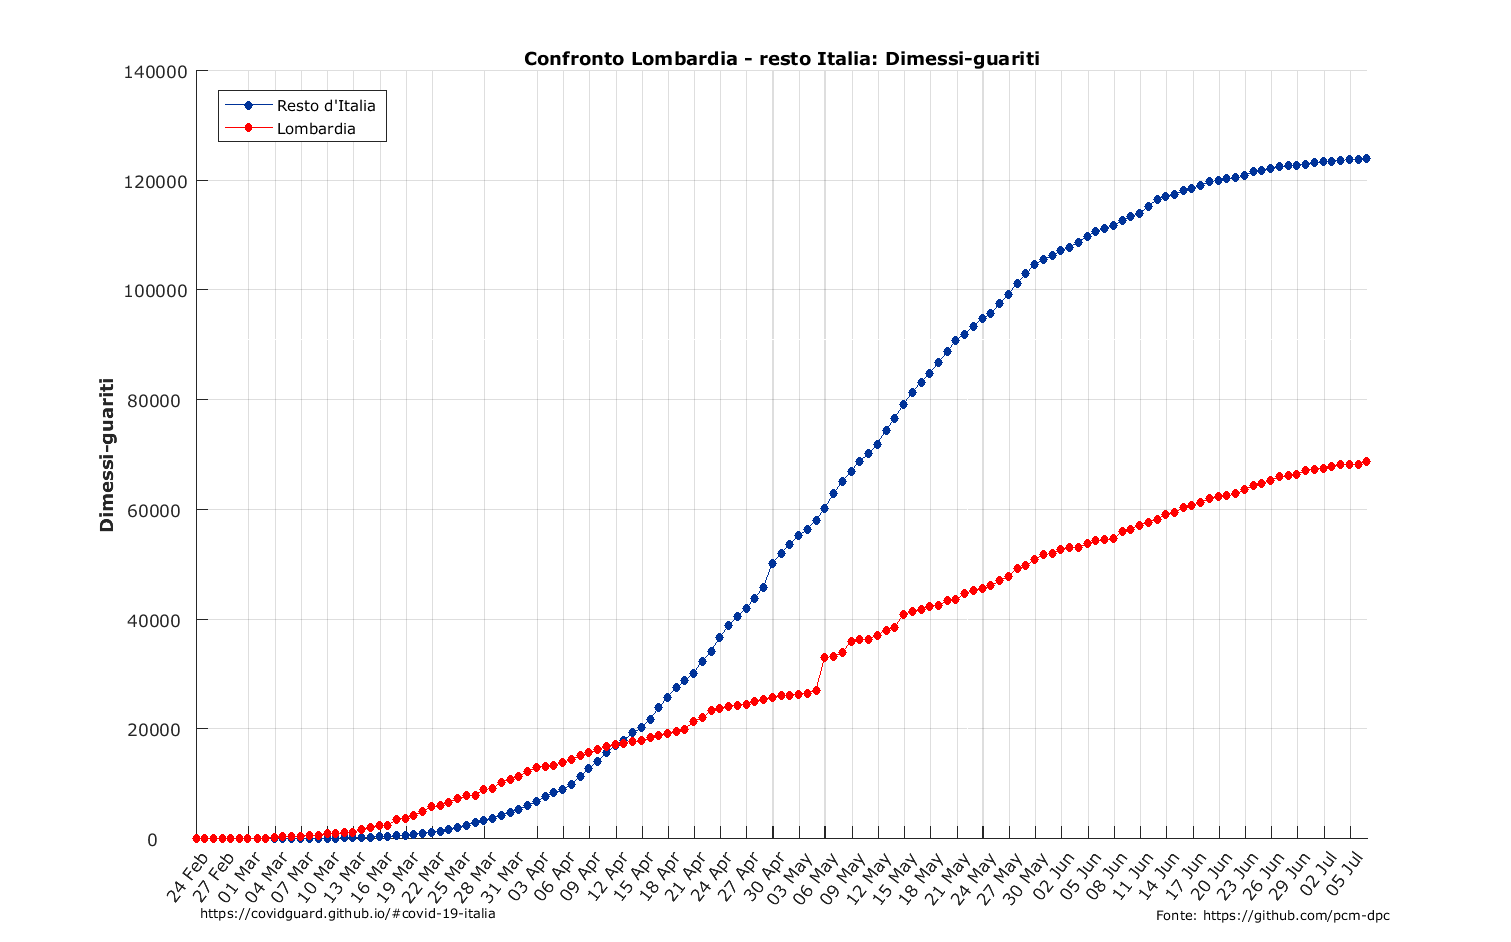 Confronto Lombardia - resto Italia: Dimessi-guariti
140000
120000
100000
80000
60000
40000
20000
0
Dimessi-guariti
Resto d'Italia
Lombardia
24 Feb
27 Feb
01 Mar
04 Mar
07 Mar
10 Mar
13 Mar
16 Mar
19 Mar
22 Mar
25 Mar
28 Mar
31 Mar
03 Apr
06 Apr
09 Apr
12 Apr
15 Apr
18 Apr
21 Apr
24 Apr
27 Apr
30 Apr
03 May
06 May
09 May
12 May
15 May
18 May
21 May
24 May
27 May
30 May
02 Jun
05 Jun
08 Jun
11 Jun
14 Jun
17 Jun
20 Jun
23 Jun
26 Jun
29 Jun
02 Jul
05 Jul
https://covidguard.github.io/#covid-19-italia
Fonte: https://github.com/pcm-dpc